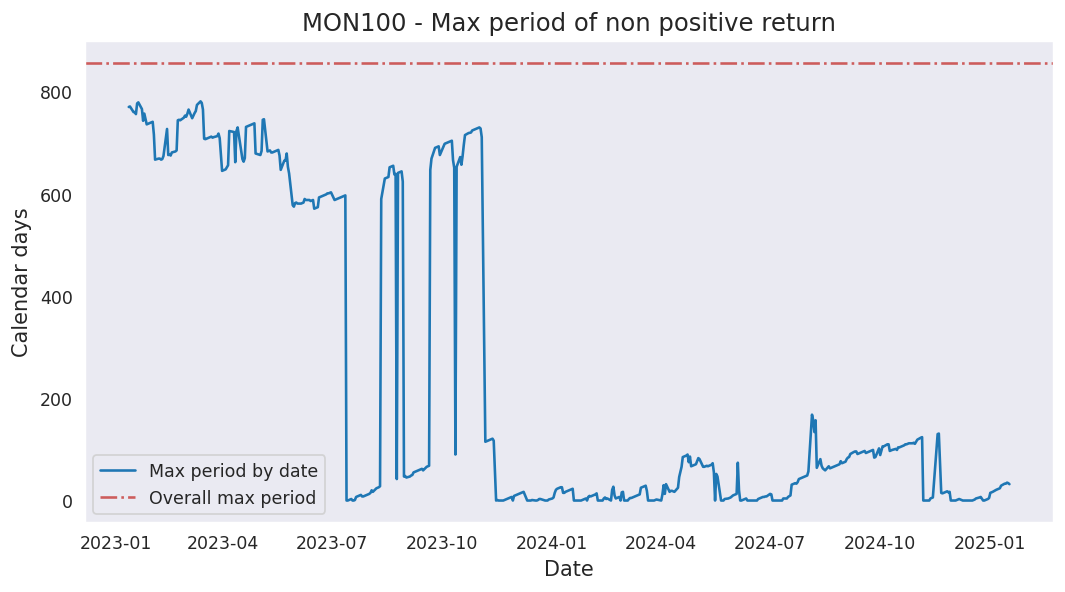 MON100 - Max period of non positive return
Calendar days
800
600
400
200
0
Max period by date
Overall max period
2023-01 2023-04 2023-07 2023-10 2024-01 2024-04 2024-07 2024-10 2025-01
Date